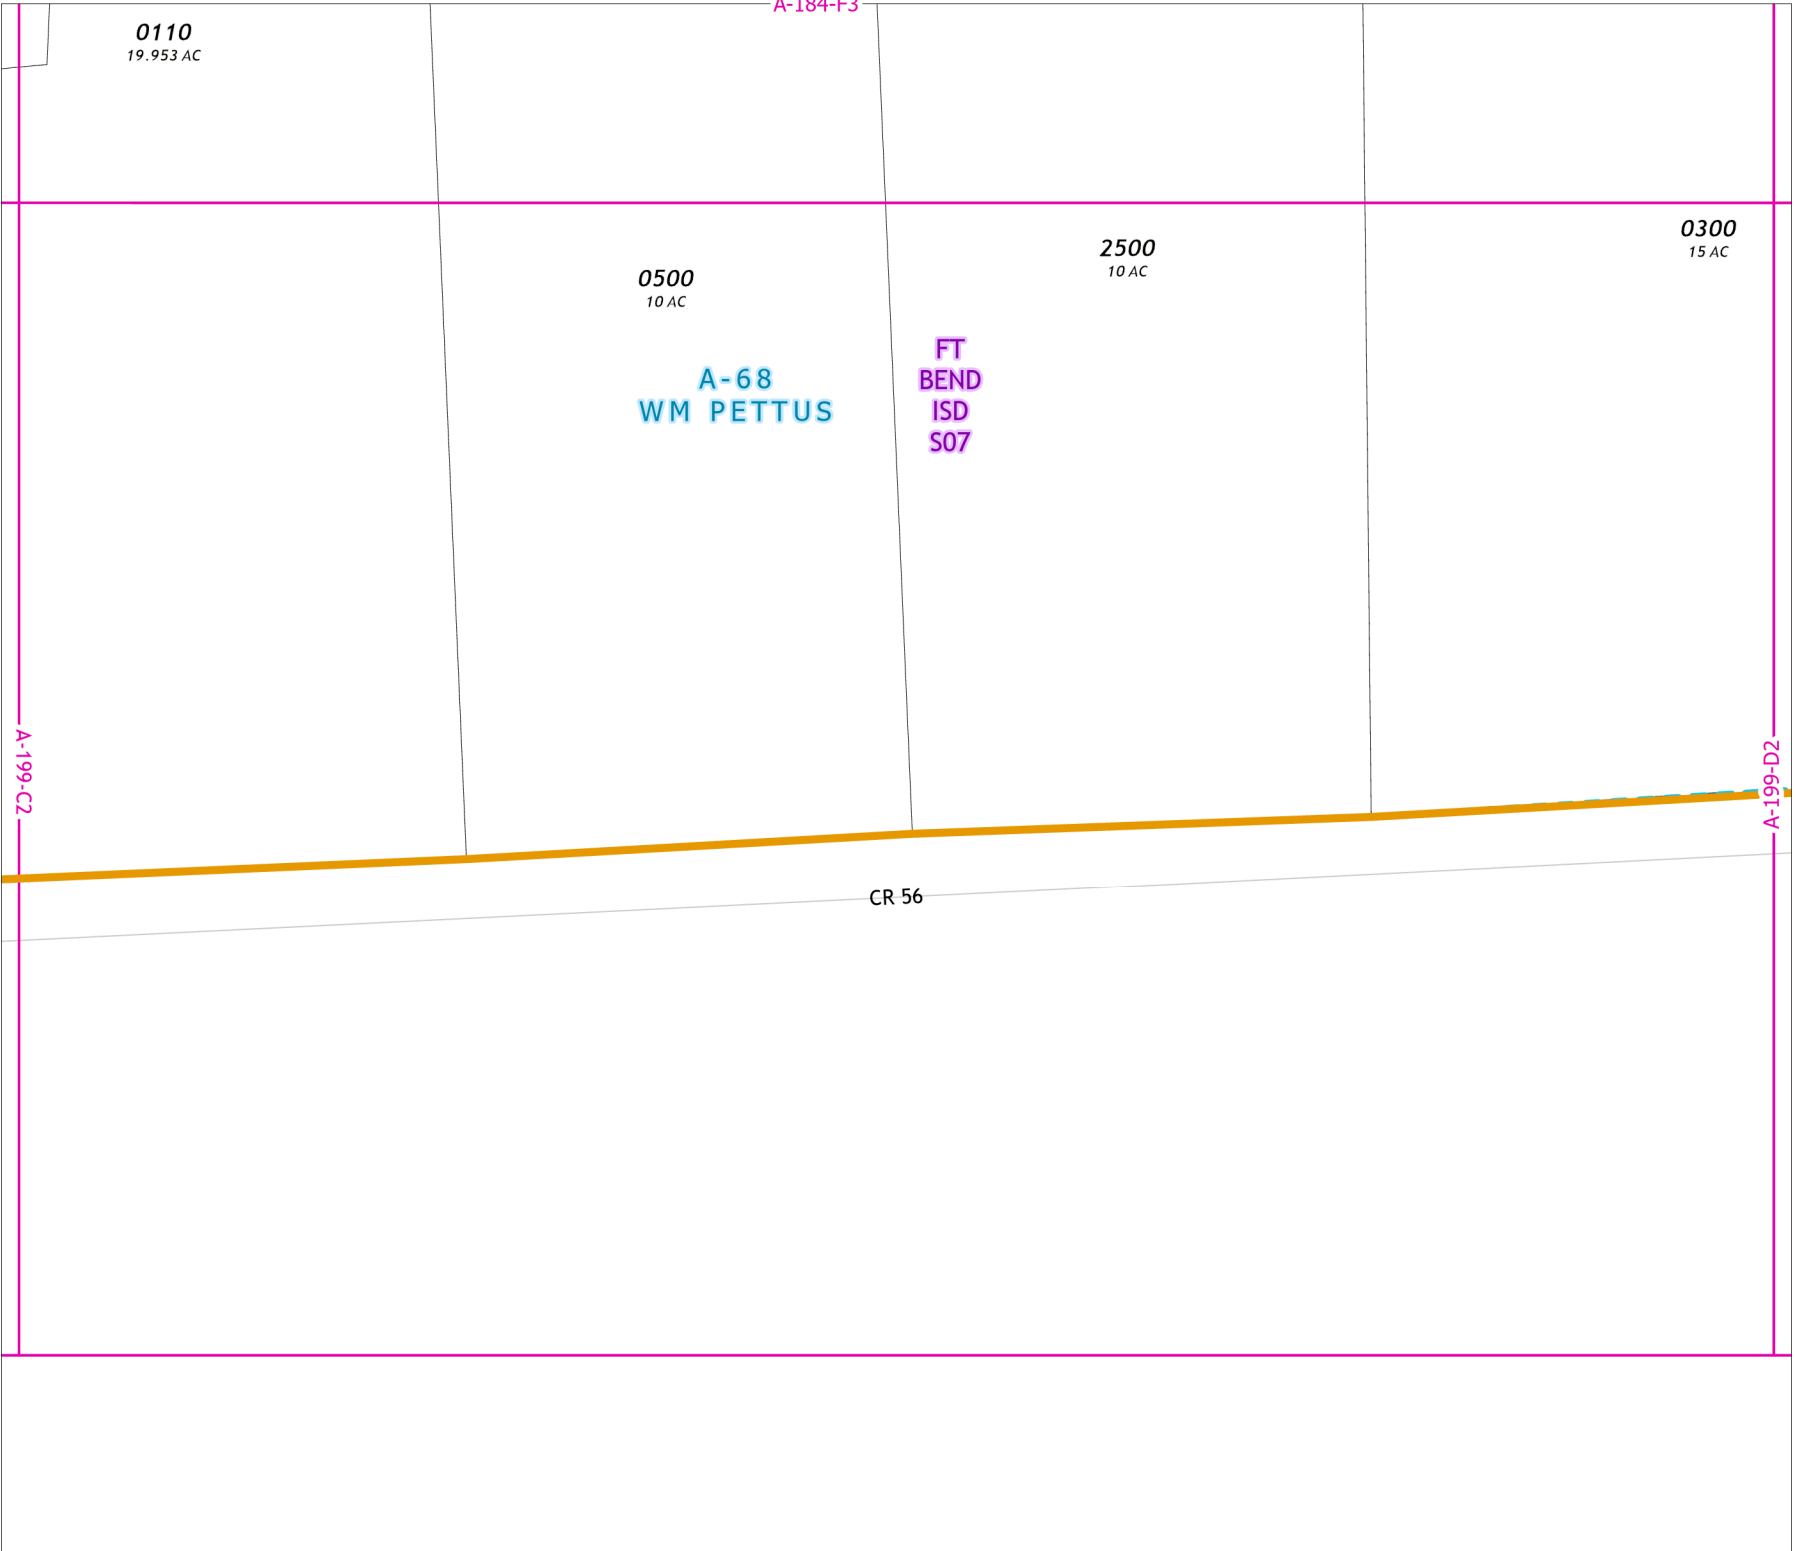 A-184-F3
0110
19.953 AC
0300
15 AC
2500
10 AC
0500
10 AC
FT
BEND
ISD
S07
A-68
WM PETTUS
A-199-C2
A-199-D2
CR 56